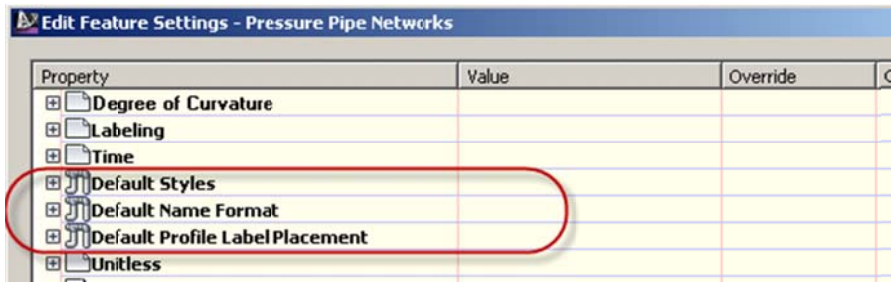 Edit Feature Settings - Pressure Pipe Networks
Property Value Override
Degree of Curvature
Labeling
Time
Default Styles
Default Name Format
Default Profile Label Placement
Unitless